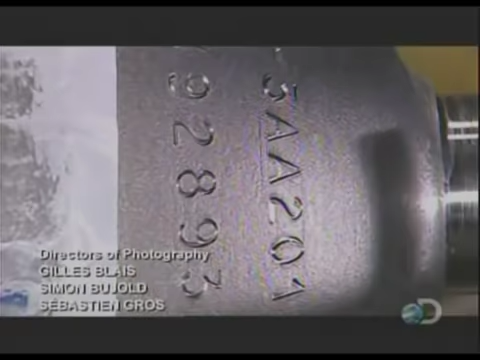 5AA201
92893
Directors of Photography
GILLES BLAIS
SIMON BUJOLD
SÉBASTIEN GROS
D